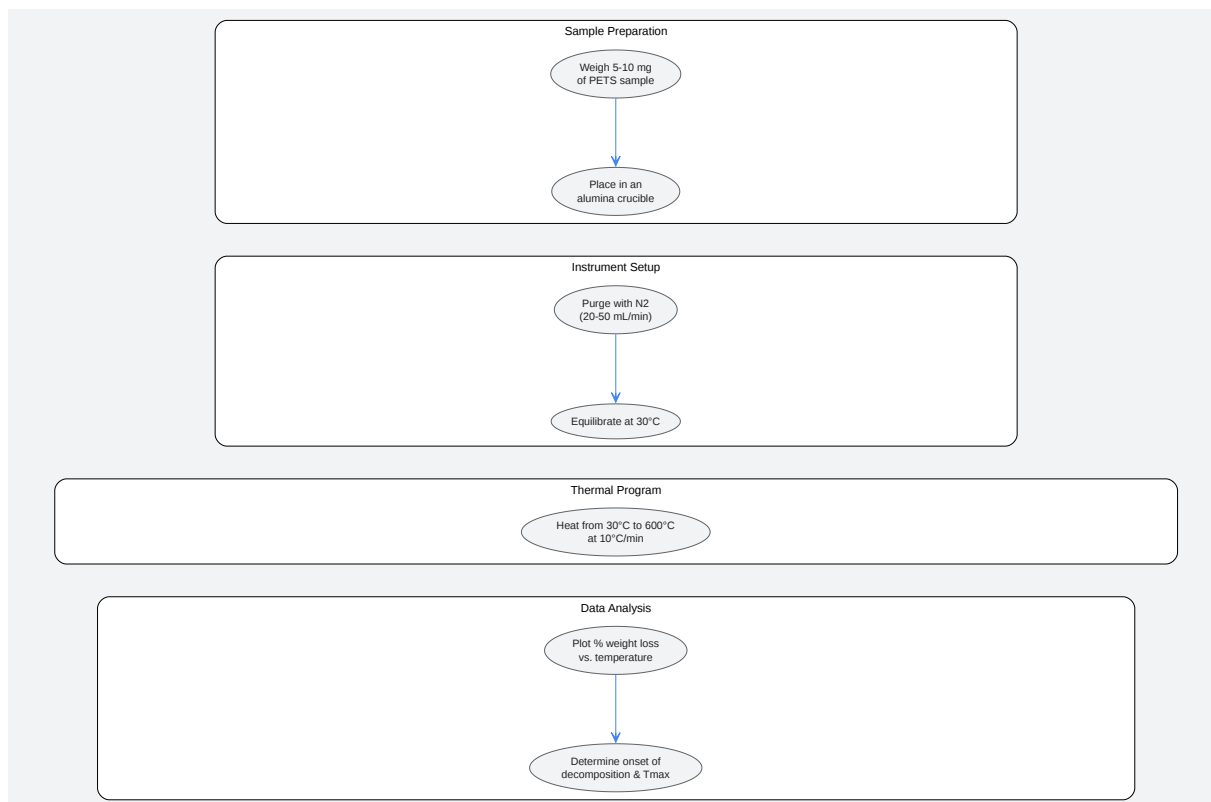 Sample Preparation
Weigh 5-10 mg
of PETS sample
Place in an
alumina crucible
Instrument Setup
Purge with N2
(20-50 mL/min)
Equilibrate at 30°C
Thermal Program
Heat from 30°C to 600°C
at 10°C/min
Data Analysis
Plot % weight loss
vs. temperature
Determine onset of
decomposition & Tmax